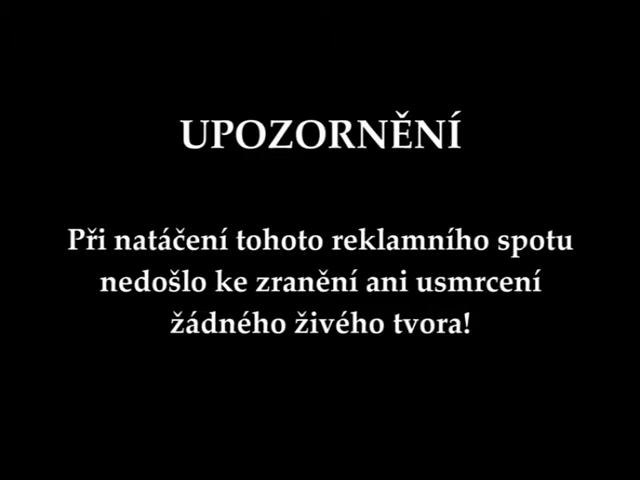 UPOZORNĚNÍ
Při natáčení tohoto reklamního spotu
nedošlo ke zranění ani usmrcení
žádného živého tvora!